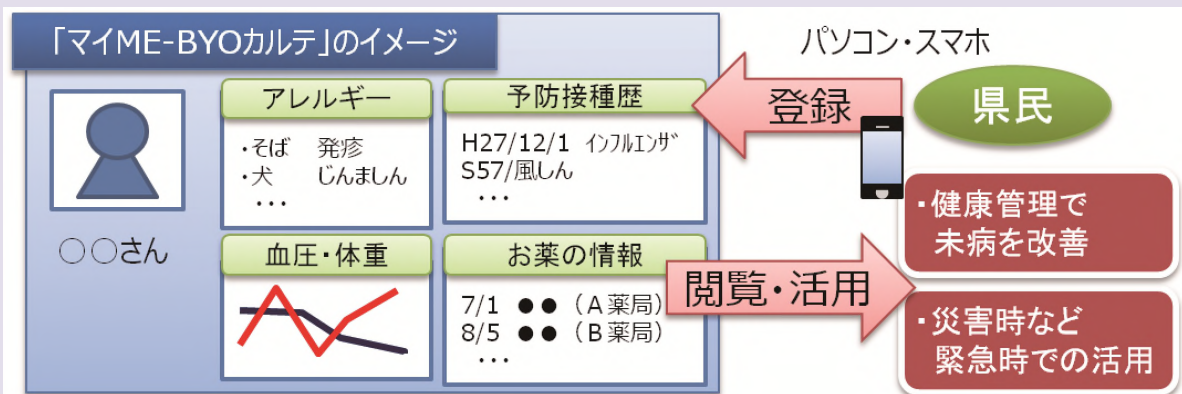 「マイME-BYOカルテ」のイメージ
○○さん
アレルギー
・そば 発疹
・犬 じんましん
・・・
予防接種歴
H27/12/1 ｲﾝﾌﾙｴﾝｻﾞ
S57/風しん
・・・
血圧・体重
お薬の情報
7/1 ●●（A薬局）
8/5 ●●（B薬局）
・・・
パソコン・スマホ
登録
県民
閲覧・活用
・健康管理で
未病を改善
・災害時など
緊急時での活用